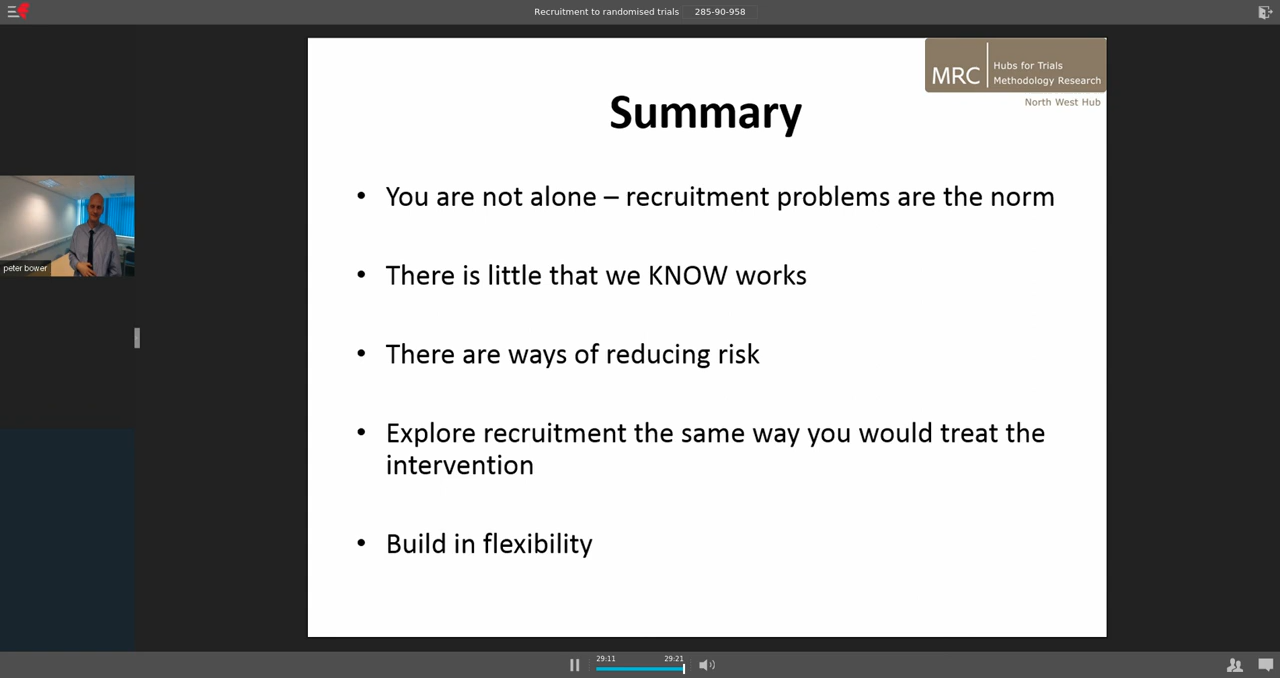 Recruitment to randomised trials 285-90-958
MRC
Hubs for Trials
Methodology Research
North West Hub
Summary
peter bower
• You are not alone – recruitment problems are the norm
• There is little that we KNOW works
• There are ways of reducing risk
• Explore recruitment the same way you would treat the
intervention
• Build in flexibility
29:11 29:21